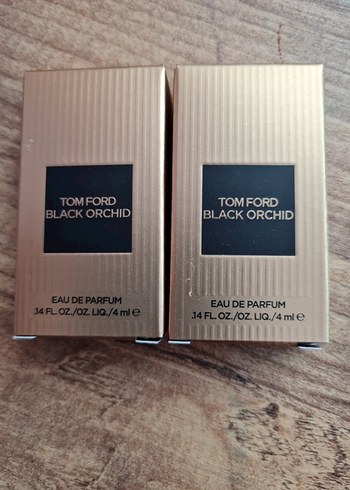 TOM FORD
BLACK ORCHID
EAU DE PARFUM
.14 FL. OZ./OZ. LIQ./4 ml ℮
TOM FORD
BLACK ORCHID
EAU DE PARFUM
.14 FL. OZ./OZ. LIQ./4 ml ℮